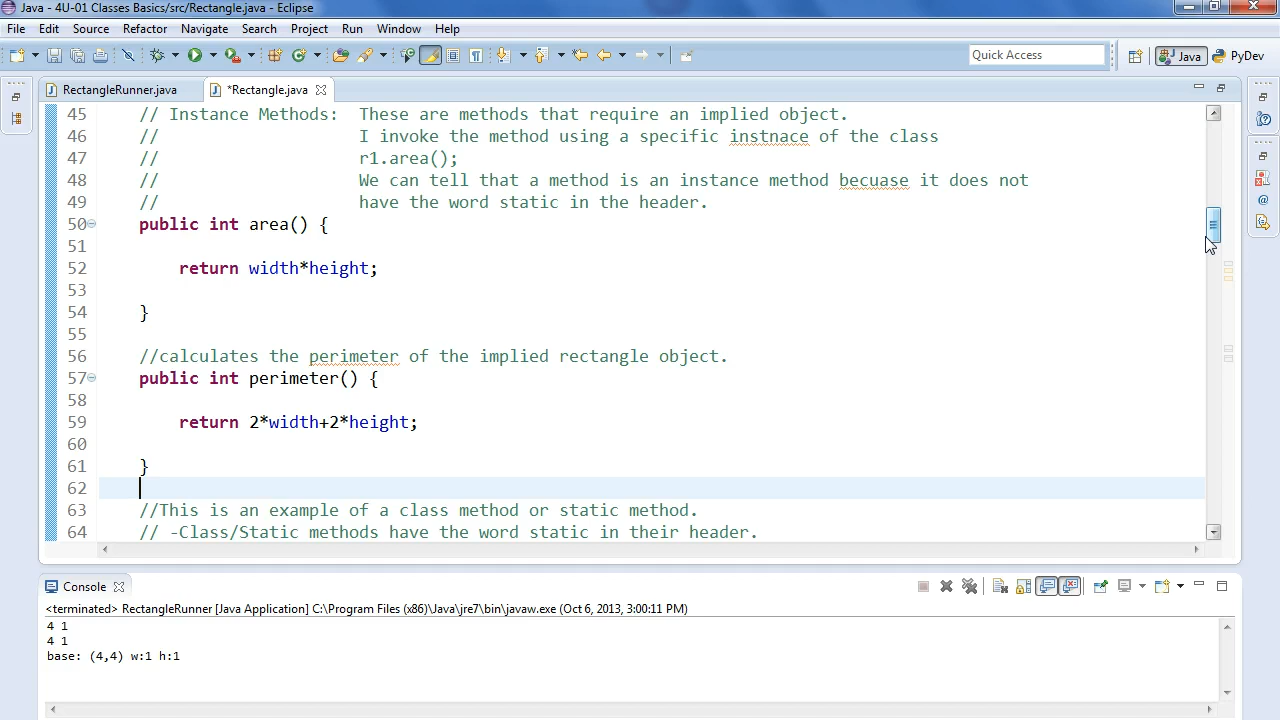 Java - 4U-01 Classes Basics/src/Rectangle.java - Eclipse
File Edit Source Refactor Navigate Search Project Run Window Help
Quick Access
Java
PyDev
RectangleRunner.java
*Rectangle.java
45 // Instance Methods: These are methods that require an implied object.
46 // I invoke the method using a specific instnace of the class
47 // r1.area();
48 // We can tell that a method is an instance method becuase it does not
49 // have the word static in the header.
50 public int area() {
51
52 return width*height;
53
54 }
55
56 //calculates the perimeter of the implied rectangle object.
57 public int perimeter() {
58
59 return 2*width+2*height;
60
61 }
62
63 //This is an example of a class method or static method.
64 // -Class/Static methods have the word static in their header.
Console
<terminated> RectangleRunner [Java Application] C:\Program Files (x86)\Java\jre7\bin\javaw.exe (Oct 6, 2013, 3:00:11 PM)
4 1
4 1
base: (4,4) w:1 h:1